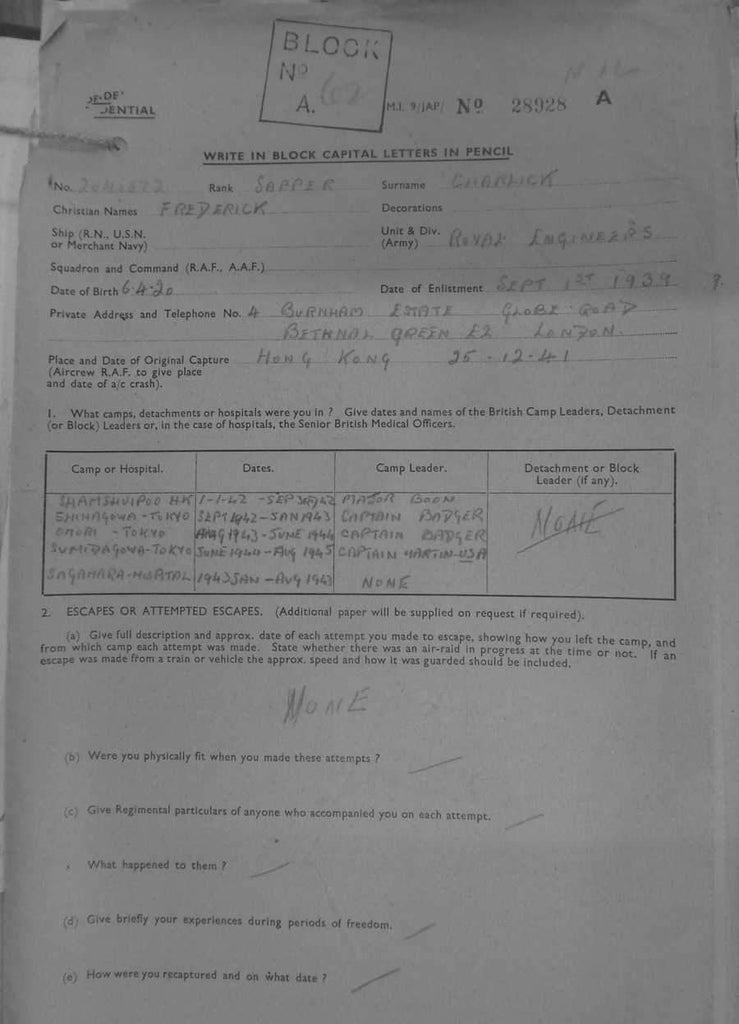 BLOCK
No
A. 62
M.I. 9/JAP/ No 28928 A
DENTIAL
WRITE IN BLOCK CAPITAL LETTERS IN PENCIL
No. Rank SAPPER Surname CHARLICK
Christian Names FREDERICK Decorations
Ship (R.N., U.S.N. or Merchant Navy) Unit & Div. (Army) ROYAL ENGINEERS
Squadron and Command (R.A.F., A.A.F.)
Date of Birth 6·4·20 Date of Enlistment SEPT 1ST 1939 ?
Private Address and Telephone No. 4 BURNHAM ESTATE GLOBE ROAD
BETHNAL GREEN E2 LONDON
Place and Date of Original Capture HONG KONG 25-12-41
(Aircrew R.A.F. to give place
and date of a/c crash).
1. What camps, detachments or hospitals were you in ? Give dates and names of the British Camp Leaders, Detachment
(or Block) Leaders or, in the case of hospitals, the Senior British Medical Officers.
Camp or Hospital. Dates. Camp Leader. Detachment or Block Leader (if any).
SHAMSHUIPOO HK 1-1-42 - SEP 1942 MAJOR BOON NONE
SHINAGOWA - TOKYO SEPT 1942 - JAN 1943 CAPTAIN BADGER
OMORI - TOKYO AUG 1943 - JUNE 1944 CAPTAIN BADGER
SUMIDAGOWA - TOKYO JUNE 1944 - AUG 1945 CAPTAIN MARTIN-USA
SAGAMARA - 1943 JAN - AUG 1943 NONE
2. ESCAPES OR ATTEMPTED ESCAPES. (Additional paper will be supplied on request if required).
(a) Give full description and approx. date of each attempt you made to escape, showing how you left the camp, and
from which camp each attempt was made. State whether there was an air-raid in progress at the time or not. If an
escape was made from a train or vehicle the approx. speed and how it was guarded should be included.
NONE
(b) Were you physically fit when you made these attempts ?
(c) Give Regimental particulars of anyone who accompanied you on each attempt.
What happened to them ?
(d) Give briefly your experiences during periods of freedom.
(e) How were you recaptured and on what date ?